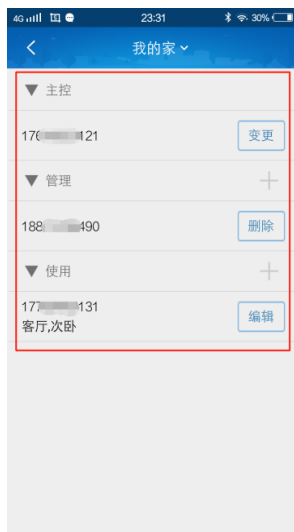 4G 23:31 30%
我的家
主控
176 121
变更
管理
188 490
删除
使用
177 131
编辑
客厅,次卧